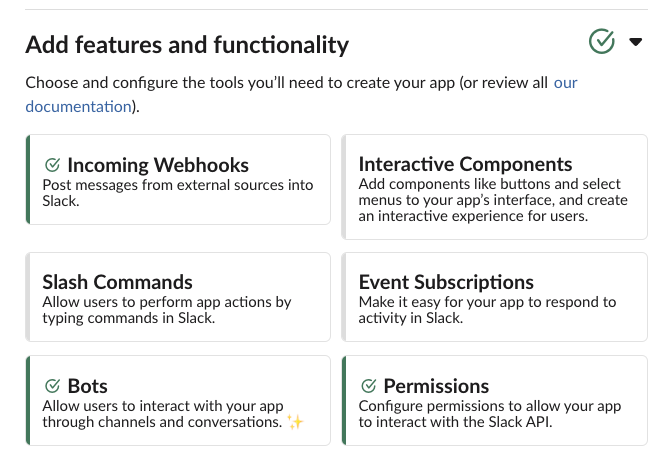 Add features and functionality
Choose and configure the tools you'll need to create your app (or review all our
documentation).
Incoming Webhooks
Post messages from external sources into
Slack.
Interactive Components
Add components like buttons and select
menus to your app's interface, and create
an interactive experience for users.
Slash Commands
Allow users to perform app actions by
typing commands in Slack.
Event Subscriptions
Make it easy for your app to respond to
activity in Slack.
Bots
Allow users to interact with your app
through channels and conversations. ✨
Permissions
Configure permissions to allow your app
to interact with the Slack API.